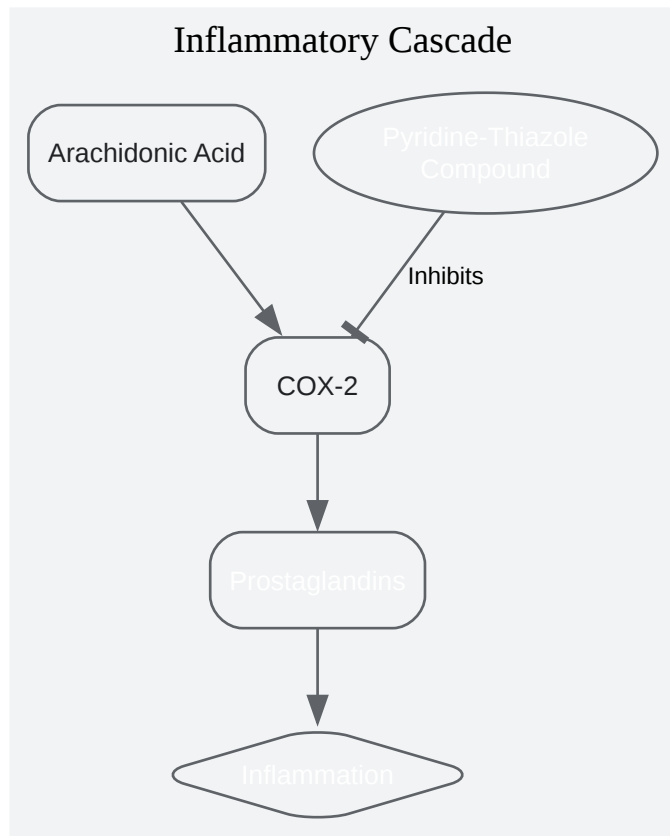 Inflammatory Cascade
Arachidonic Acid
Pyridine-Thiazole
Compound
Inhibits
COX-2
Prostaglandins
Inflammation